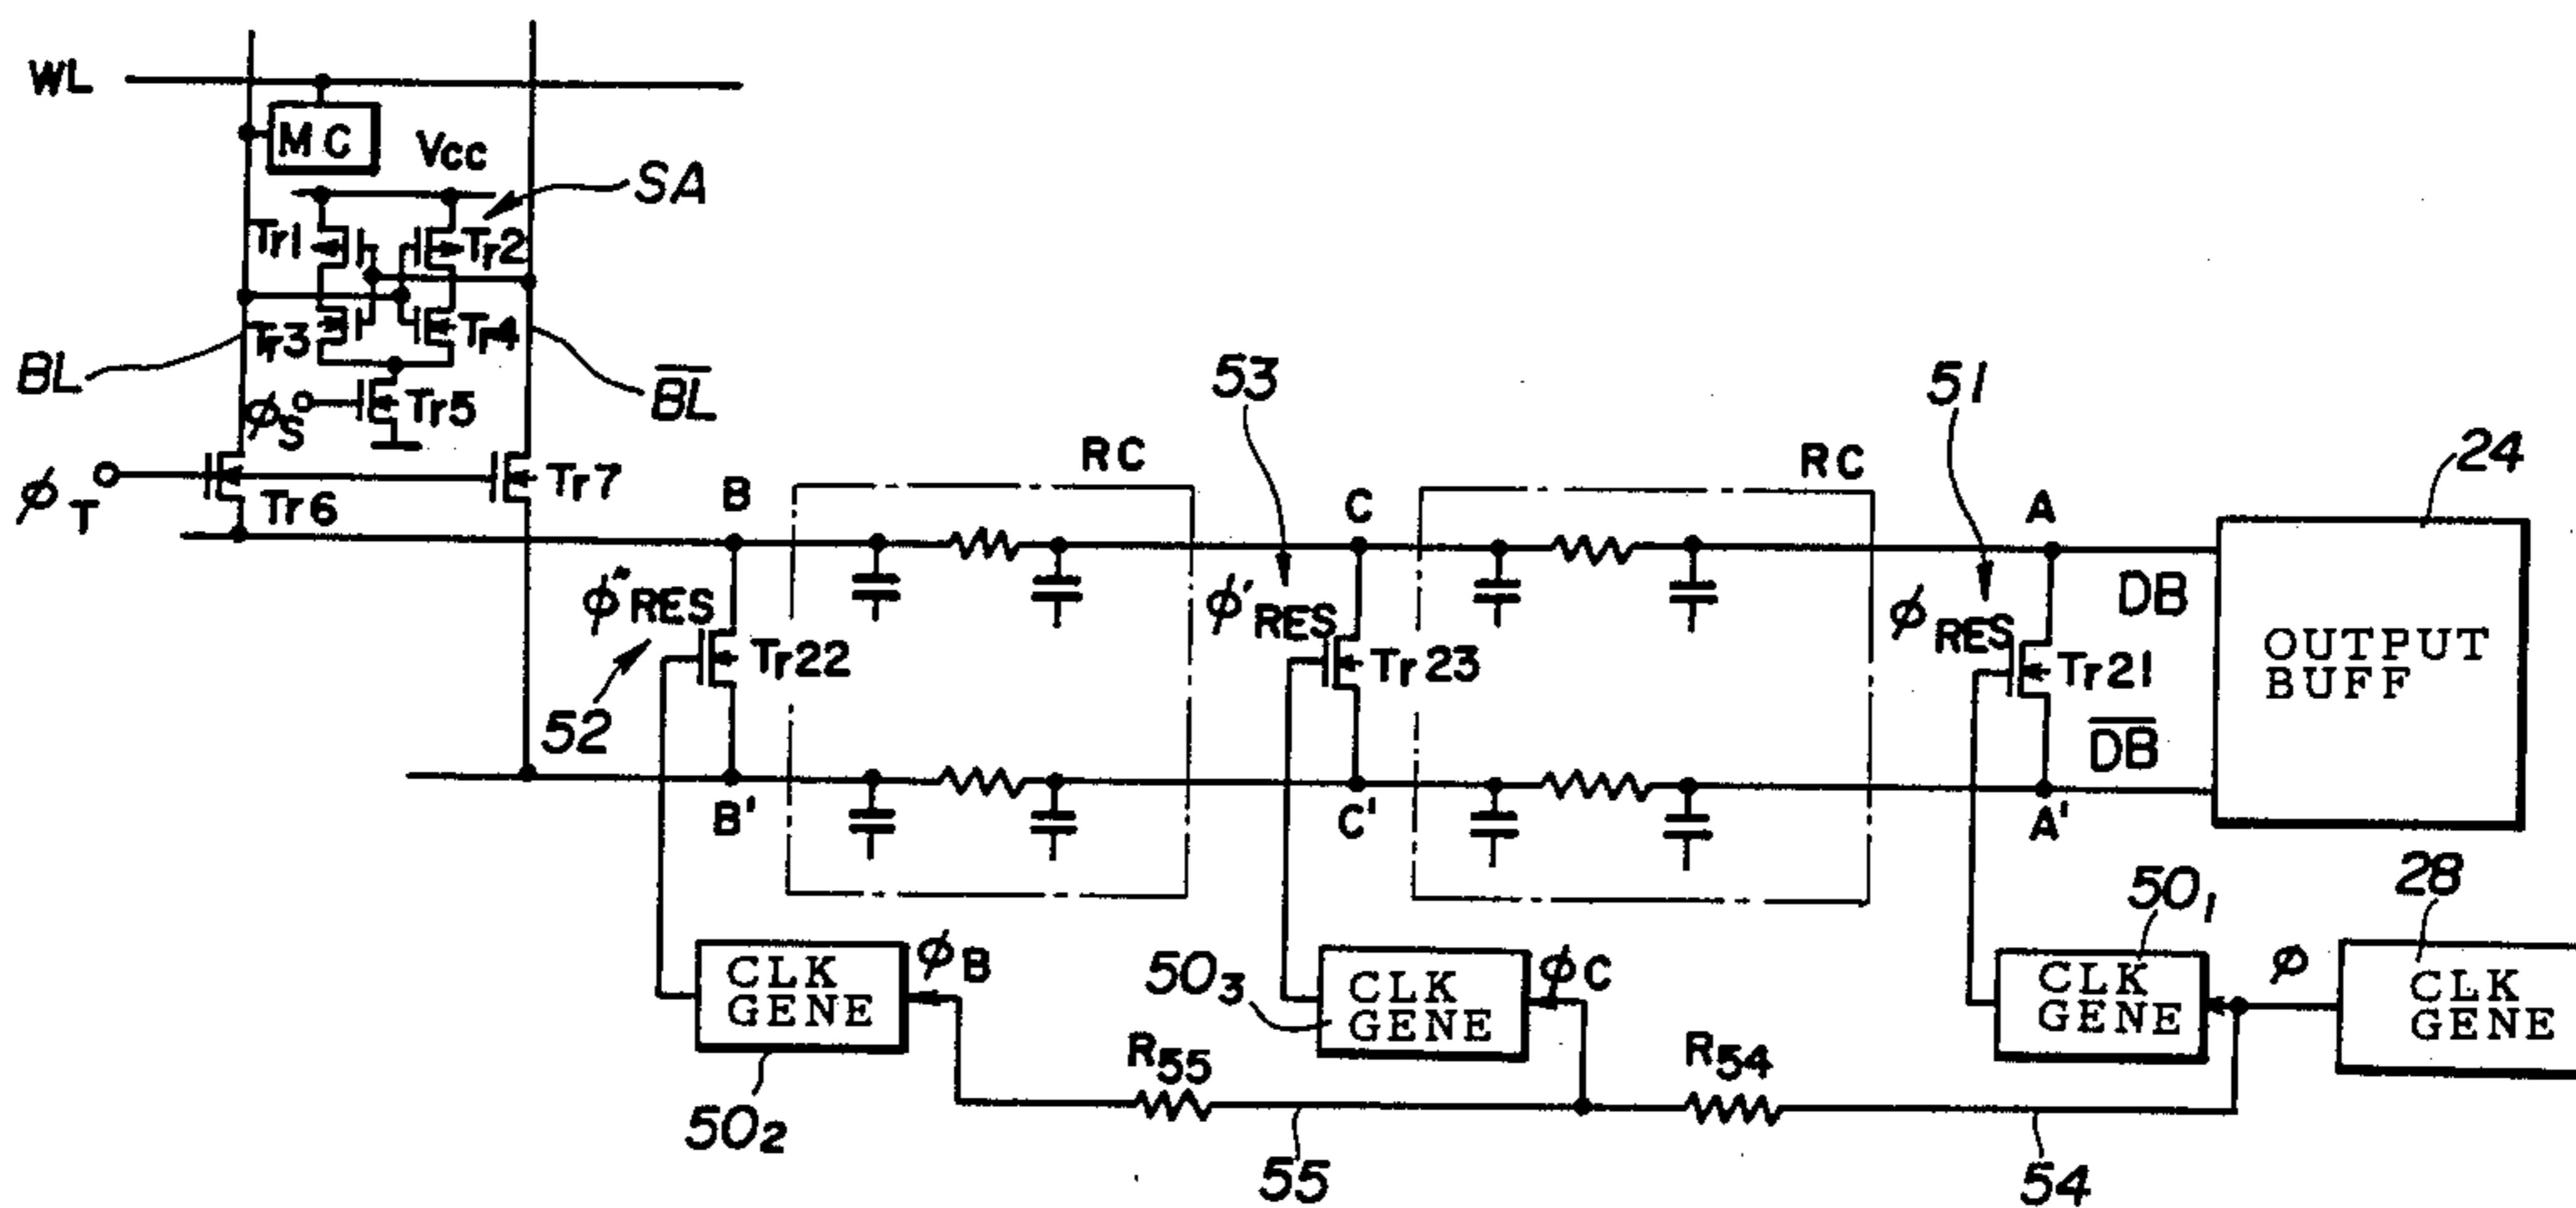 WL
MC
Vcc
SA
Tr1
Tr2
Tr3
Tr4
BL
B̅L̅
φS
Tr5
φT
Tr6
Tr7
53
51
24
B
RC
C
RC
A
φ"RES
φ'RES
φRES
DB
Tr22
Tr23
Tr21
OUTPUT
BUFF
52
D̅B̅
B'
C'
A'
50₁
28
φB
φC
φ
CLK
GENE
50₃
CLK
GENE
CLK
GENE
CLK
GENE
R55
R54
50₂
55
54